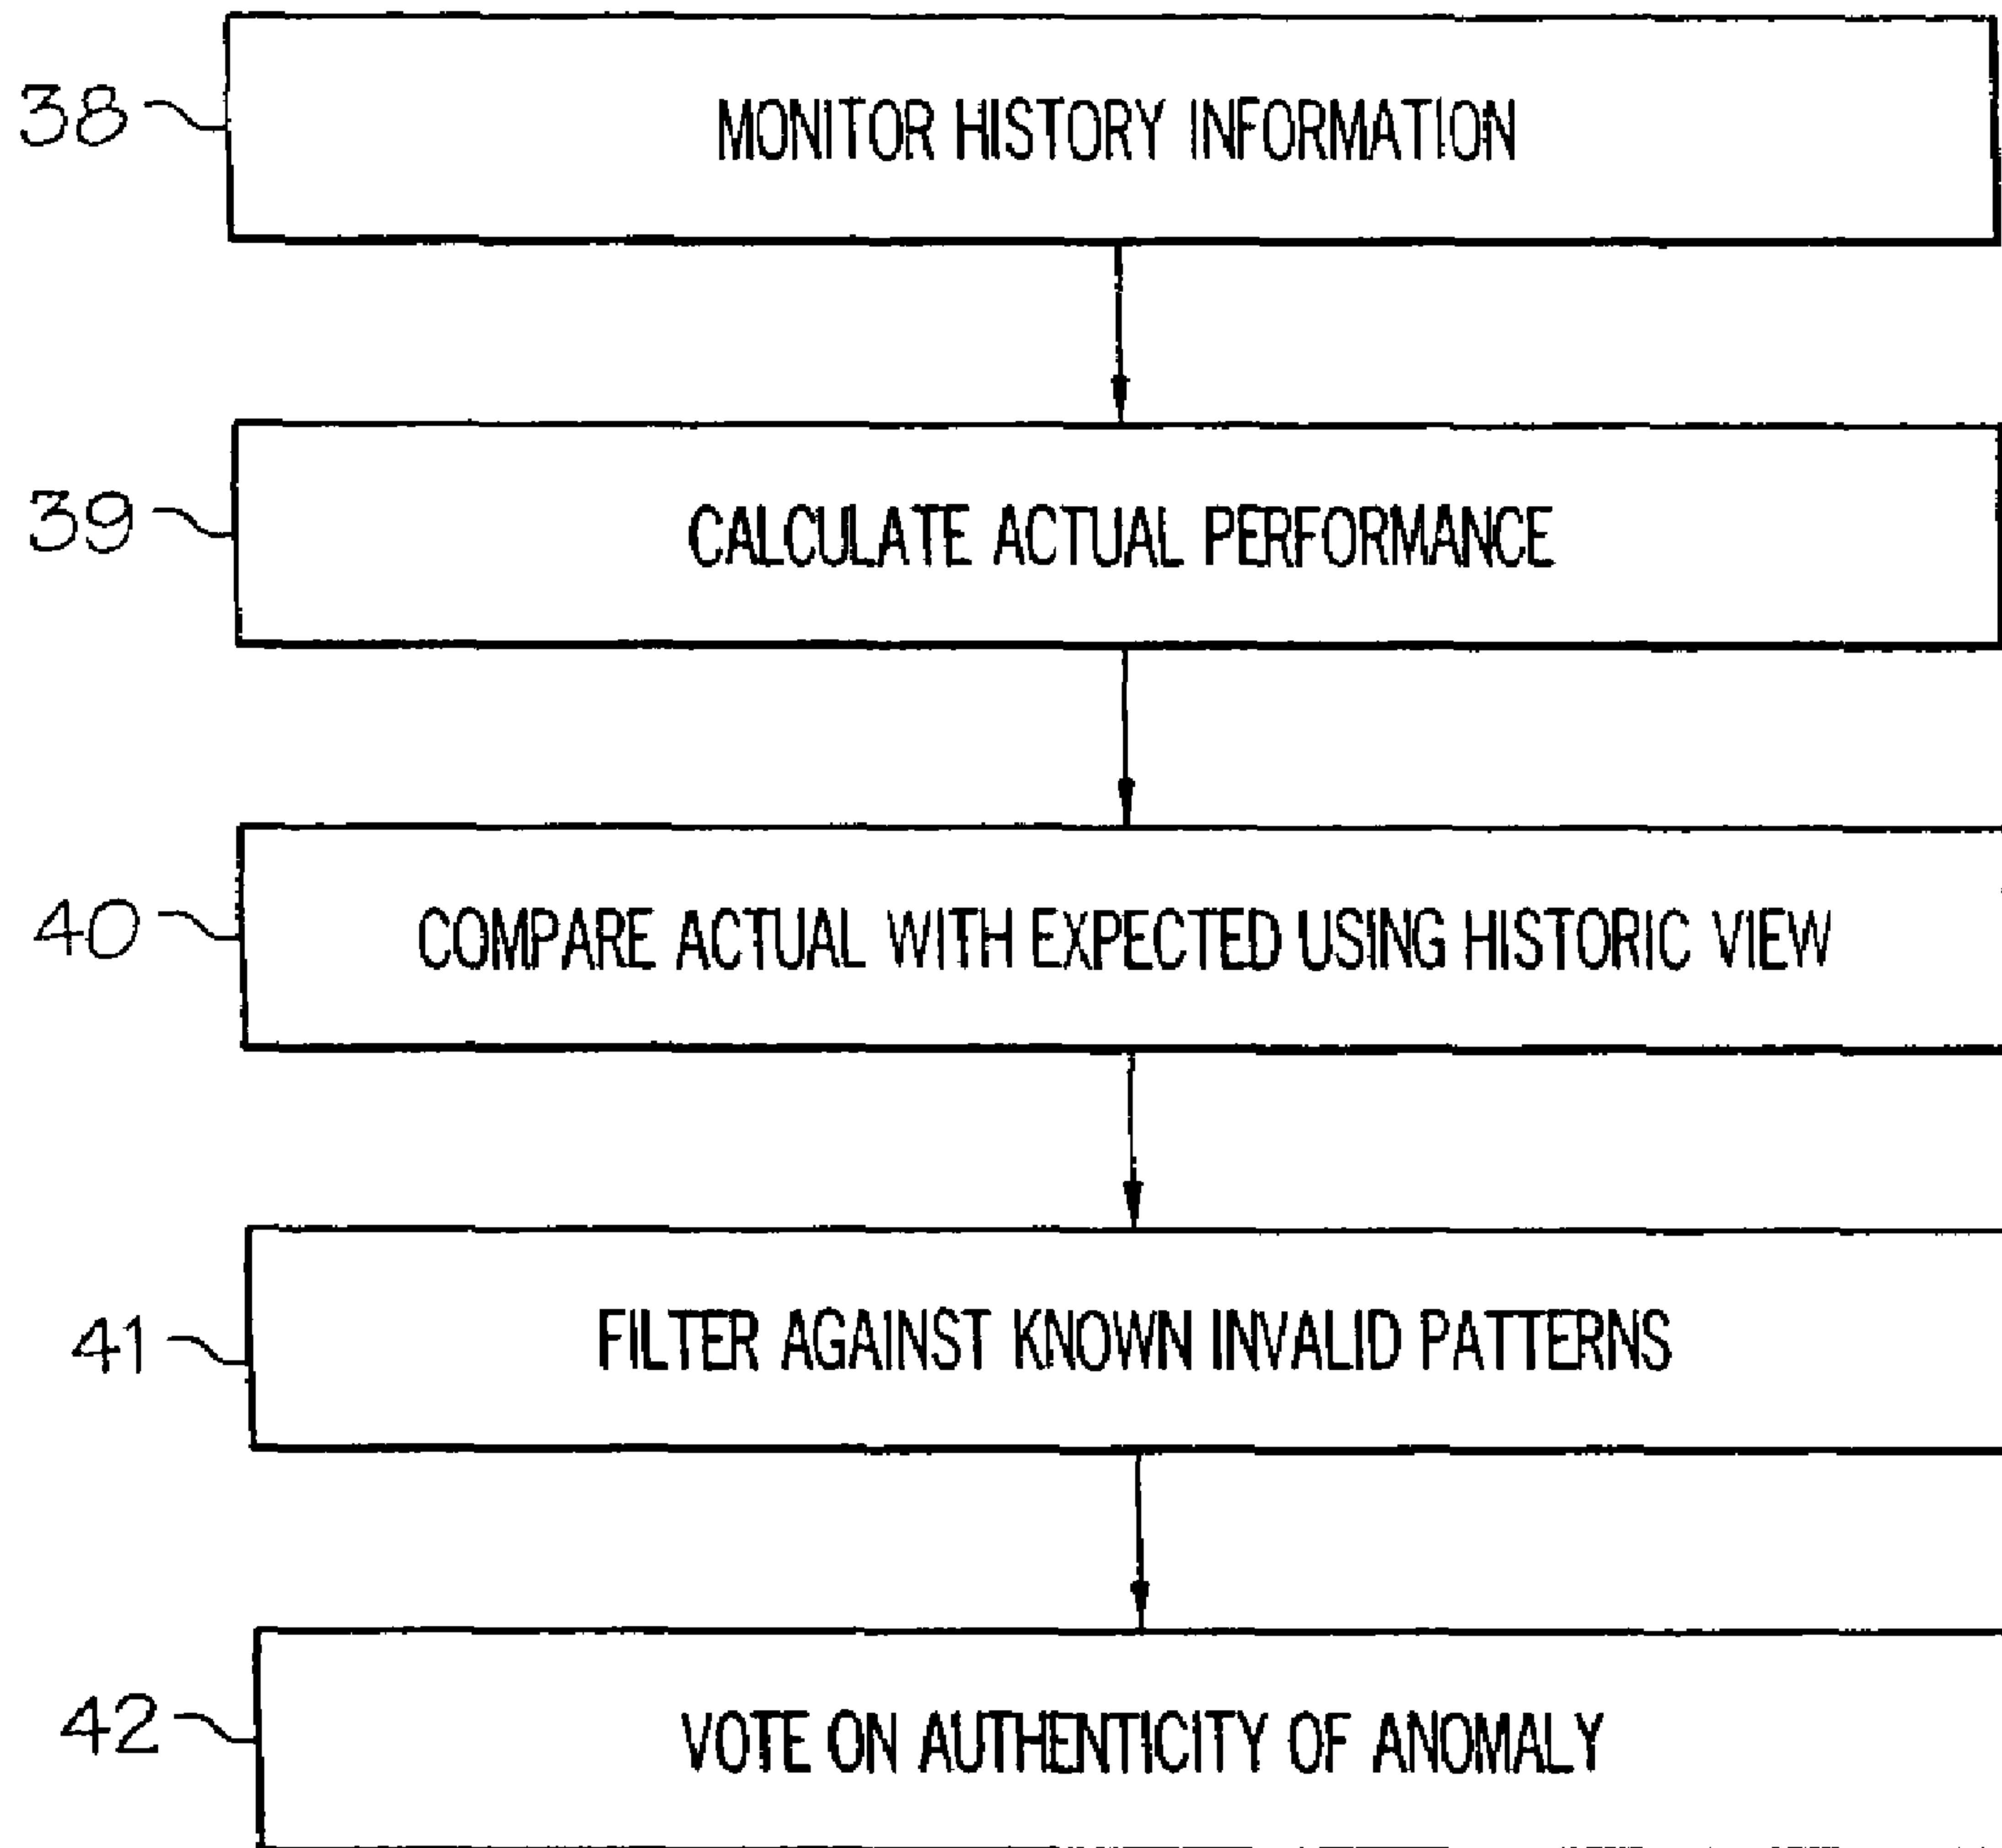 38 MONITOR HISTORY INFORMATION
39 CALCULATE ACTUAL PERFORMANCE
40 COMPARE ACTUAL WITH EXPECTED USING HISTORIC VIEW
41 FILTER AGAINST KNOWN INVALID PATTERNS
42 VOTE ON AUTHENTICITY OF ANOMALY